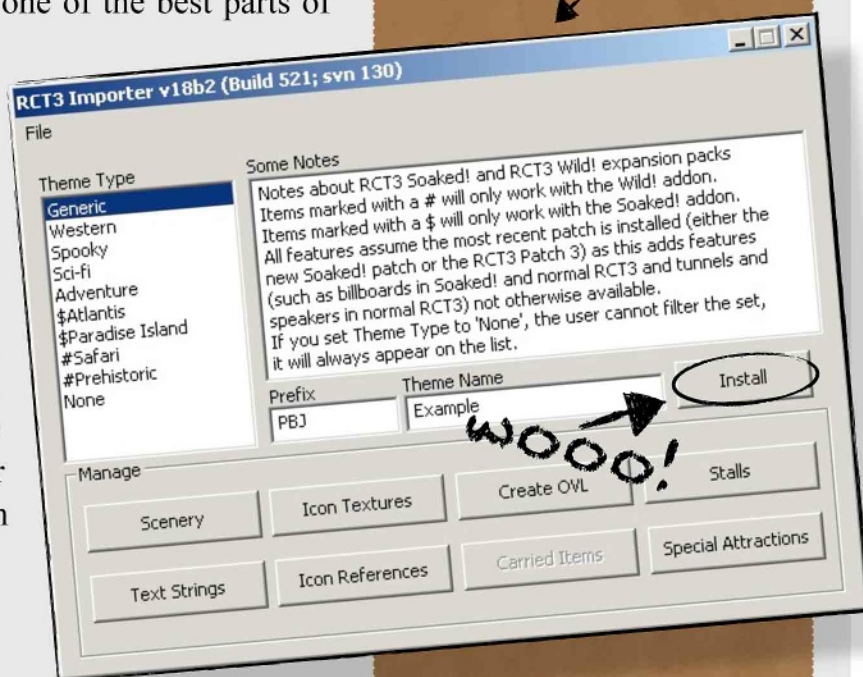 one of the best parts of
RCT3 Importer v18b2 (Build 521; svn 130)
File
Theme Type
Generic
Western
Spooky
Sci-fi
Adventure
$Atlantis
$Paradise Island
#Safari
#Prehistoric
None
Some Notes
Notes about RCT3 Soaked! and RCT3 Wild! expansion packs
Items marked with a # will only work with the Wild! addon.
Items marked with a $ will only work with the Soaked! addon.
All features assume the most recent patch is installed (either the
new Soaked! patch or the RCT3 Patch 3) as this adds features
(such as billboards in Soaked! and normal RCT3 and tunnels and
speakers in normal RCT3) not otherwise available.
If you set Theme Type to 'None', the user cannot filter the set,
it will always appear on the list.
Prefix
PBJ
Theme Name
Example
Install
WOOO!
Manage
Scenery
Icon Textures
Create OVL
Stalls
Text Strings
Icon References
Carried Items
Special Attractions